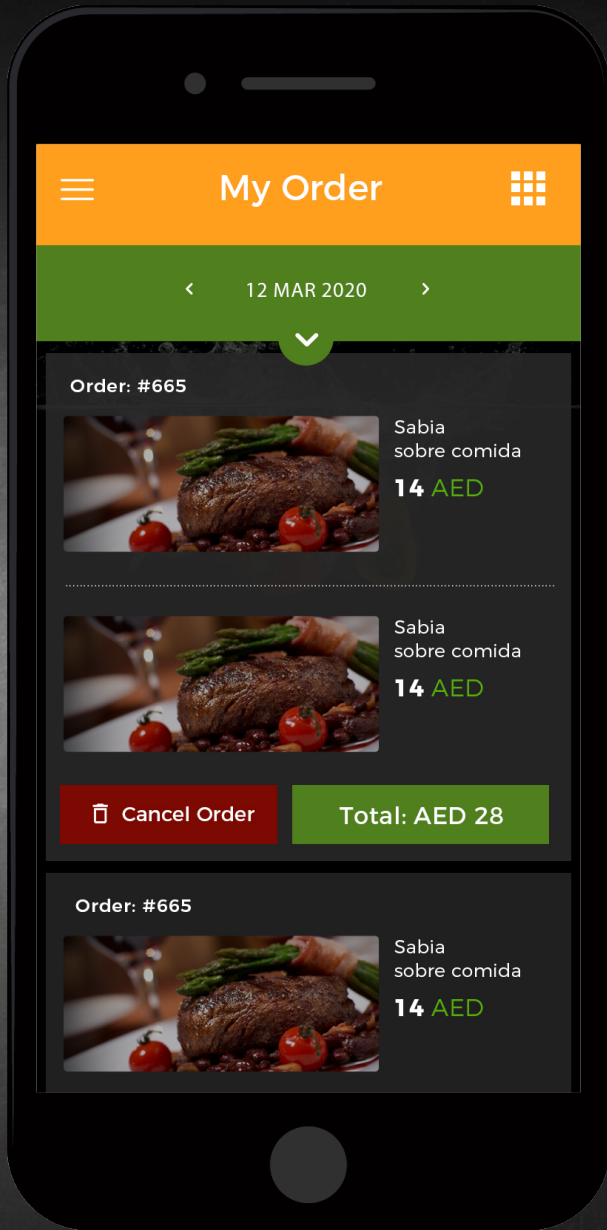 My Order
12 MAR 2020
Order: #665
Sabia
sobre comida
14 AED
Sabia
sobre comida
14 AED
Cancel Order
Total: AED 28
Order: #665
Sabia
sobre comida
14 AED